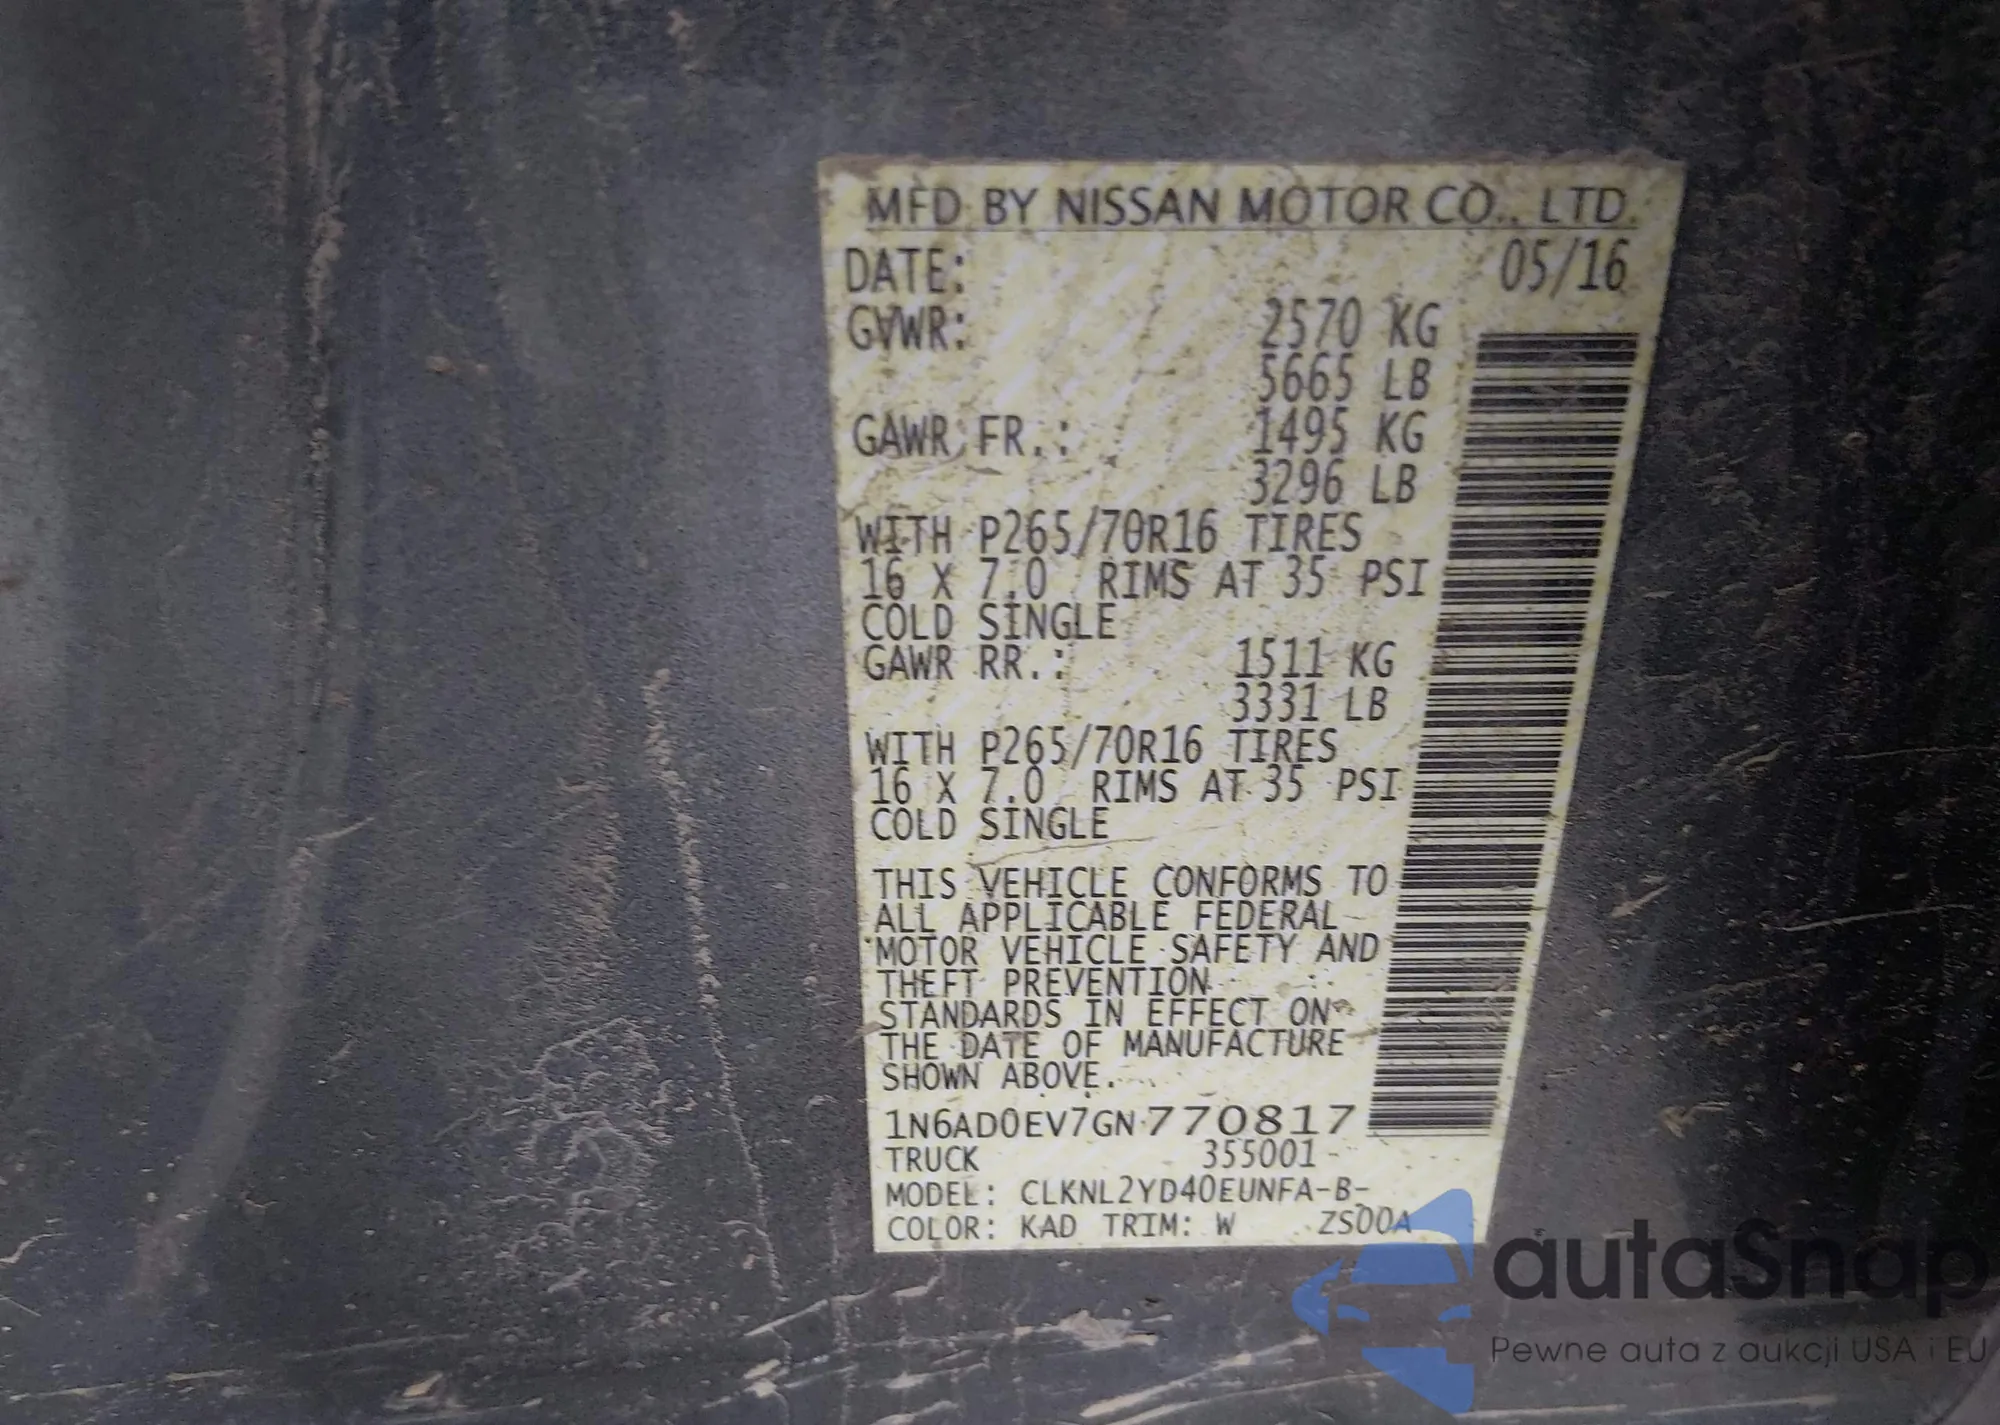 MFD BY NISSAN MOTOR CO., LTD.
DATE: 05/16
GVWR: 2570 KG
5665 LB
GAWR FR.: 1495 KG
3296 LB
WITH P265/70R16 TIRES
16 X 7.0 RIMS AT 35 PSI
COLD SINGLE
GAWR RR.: 1511 KG
3331 LB
WITH P265/70R16 TIRES
16 X 7.0 RIMS AT 35 PSI
COLD SINGLE
THIS VEHICLE CONFORMS TO
ALL APPLICABLE FEDERAL
MOTOR VEHICLE SAFETY AND
THEFT PREVENTION
STANDARDS IN EFFECT ON
THE DATE OF MANUFACTURE
SHOWN ABOVE.
1N6AD0EV7GN770817
TRUCK 355001
MODEL: CLKNL2YD40EUNFA-B-
COLOR: KAD TRIM: W ZS00A
autaSnap
Pewne auta z aukcji USA i EU